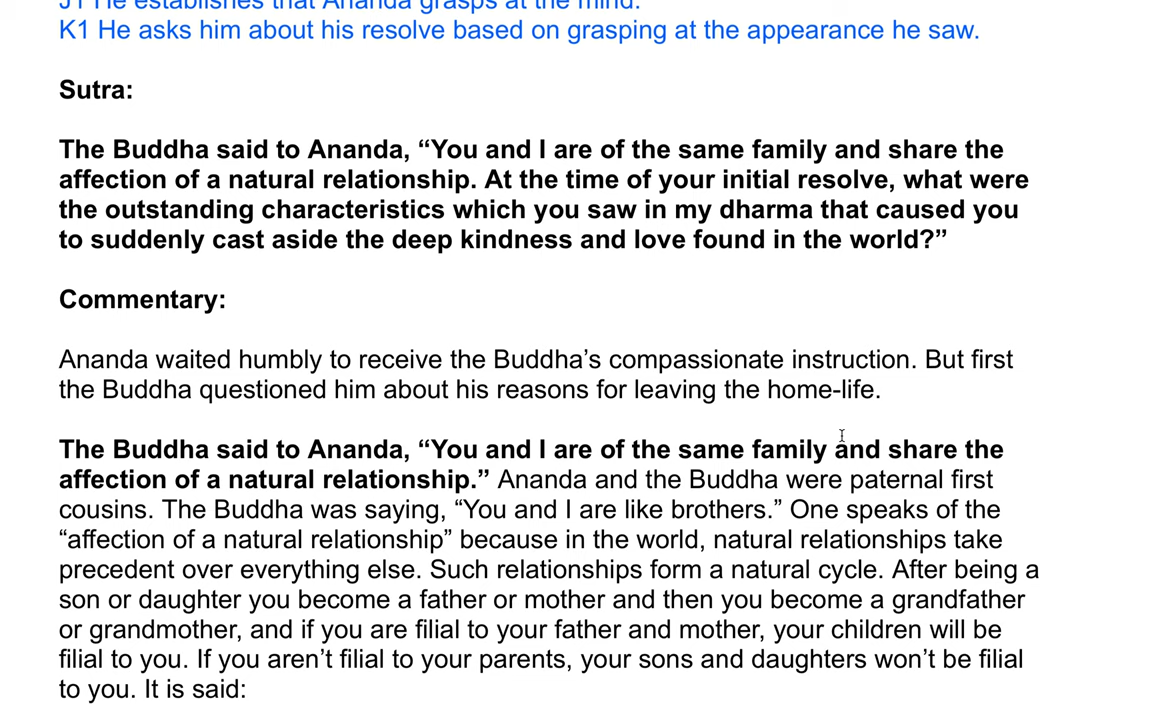 J1 He establishes that Ananda grasps at the mind.
K1 He asks him about his resolve based on grasping at the appearance he saw.
Sutra:
The Buddha said to Ananda, “You and I are of the same family and share the
affection of a natural relationship. At the time of your initial resolve, what were
the outstanding characteristics which you saw in my dharma that caused you
to suddenly cast aside the deep kindness and love found in the world?”
Commentary:
Ananda waited humbly to receive the Buddha’s compassionate instruction. But first
the Buddha questioned him about his reasons for leaving the home-life.
The Buddha said to Ananda, “You and I are of the same family and share the
affection of a natural relationship.” Ananda and the Buddha were paternal first
cousins. The Buddha was saying, “You and I are like brothers.” One speaks of the
“affection of a natural relationship” because in the world, natural relationships take
precedent over everything else. Such relationships form a natural cycle. After being a
son or daughter you become a father or mother and then you become a grandfather
or grandmother, and if you are filial to your father and mother, your children will be
filial to you. If you aren’t filial to your parents, your sons and daughters won’t be filial
to you. It is said: